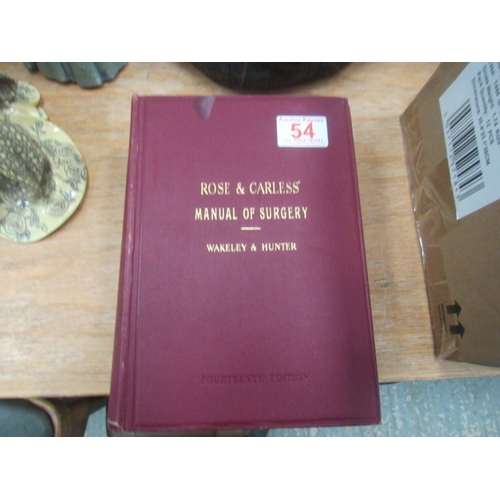 54
ROSE & CARLESS'
MANUAL OF SURGERY
WAKELEY & HUNTER
FOURTEENTH EDITION